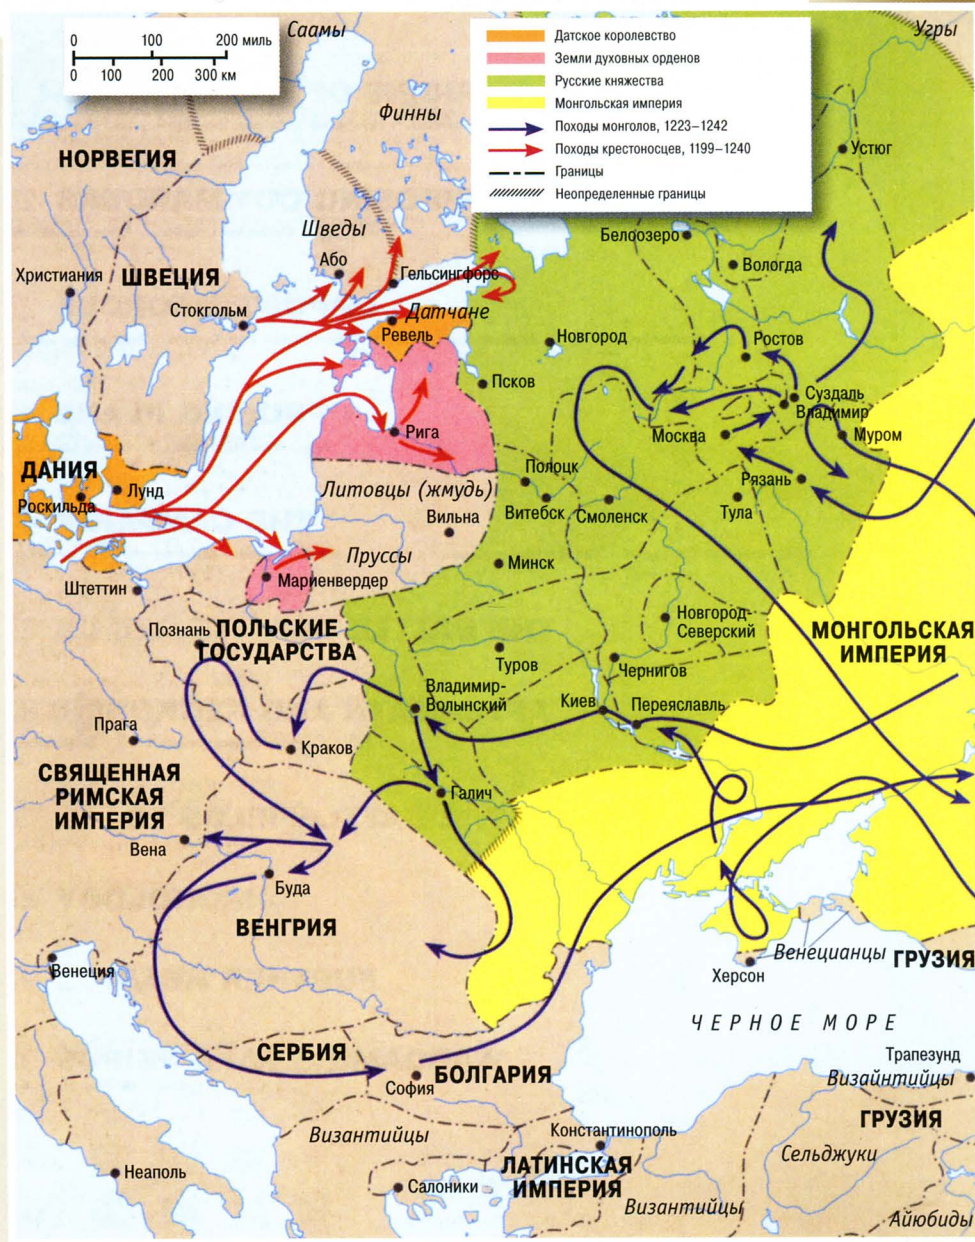 0 100 200 миль
0 100 200 300 км
Датское королевство
Земли духовных орденов
Русские княжества
Монгольская империя
Походы монголов, 1223–1242
Походы крестоносцев, 1199–1240
Границы
Неопределенные границы
Саамы
Угры
Финны
НОРВЕГИЯ
Устюг
Шведы
Белоозеро
Або
Вологда
Христиания
ШВЕЦИЯ
Гельсингфорс
Стокгольм
Датчане
Ревель
Новгород
Ростов
Псков
Суздаль
Владимир
Рига
Москва
Муром
ДАНИЯ
Лунд
Роскильда
Полоцк
Рязань
Литовцы (жмудь)
Витебск
Смоленск
Тула
Вильна
Пруссы
Минск
Штеттин
Мариенвердер
Познань
ПОЛЬСКИЕ
ГОСУДАРСТВА
Новгород-
Северский
МОНГОЛЬСКАЯ
ИМПЕРИЯ
Туров
Чернигов
Владимир-
Волынский
Киев
Переяславль
Прага
Краков
СВЯЩЕННАЯ
РИМСКАЯ
ИМПЕРИЯ
Галич
Вена
Буда
ВЕНГРИЯ
Венеция
Херсон
Венецианцы
ГРУЗИЯ
ЧЕРНОЕ МОРЕ
СЕРБИЯ
София
БОЛГАРИЯ
Трапезунд
Византийцы
ГРУЗИЯ
Византийцы
Константинополь
Сельджуки
Неаполь
Салоники
ЛАТИНСКАЯ
ИМПЕРИЯ
Византийцы
Айюбиды